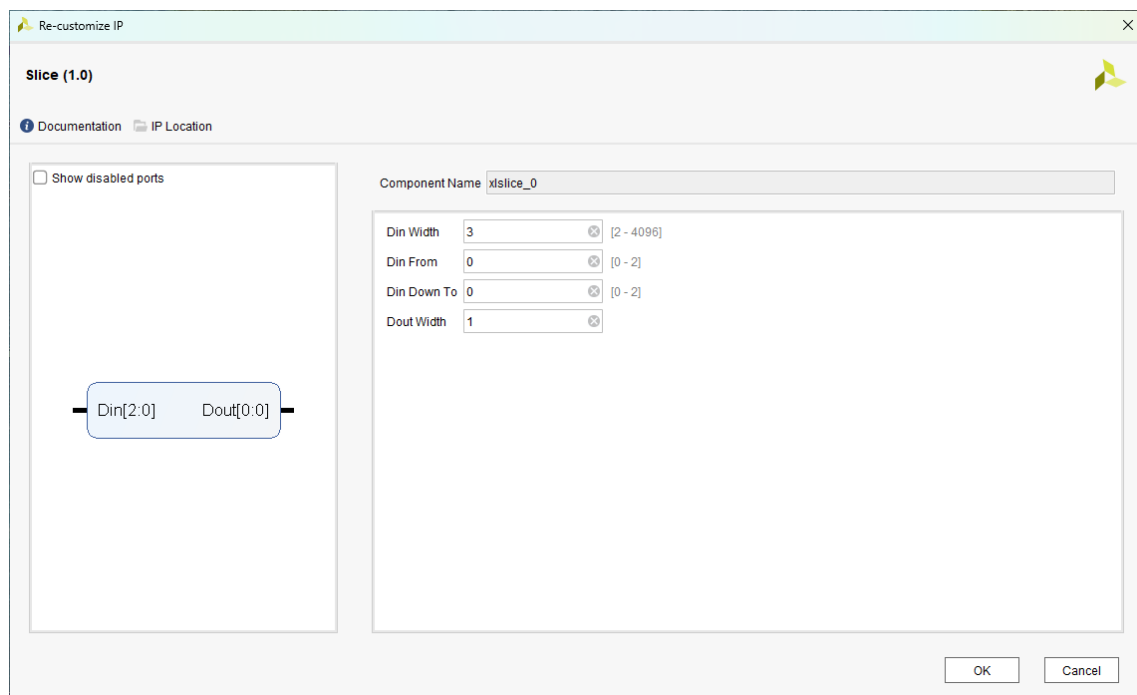 Re-customize IP
Slice (1.0)
Documentation IP Location
Show disabled ports
Din[2:0] Dout[0:0]
Component Name xlslice_0
Din Width 3 [2 - 4096]
Din From 0 [0 - 2]
Din Down To 0 [0 - 2]
Dout Width 1
OK Cancel